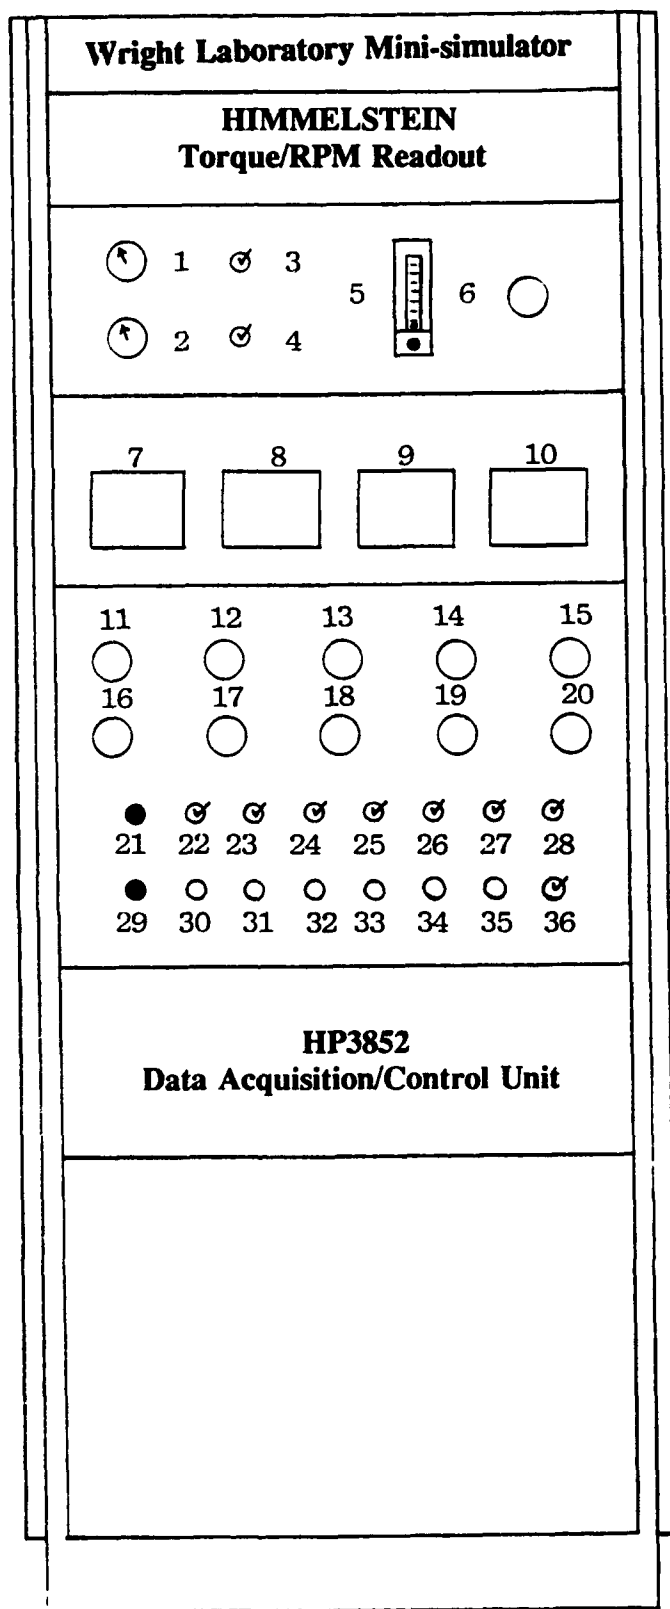 Wright Laboratory Mini-simulator
HIMMELSTEIN
Torque/RPM Readout
1 3
5 6
2 4
7 8 9 10
11 12 13 14 15
16 17 18 19 20
21 22 23 24 25 26 27 28
29 30 31 32 33 34 35 36
HP3852
Data Acquisition/Control Unit